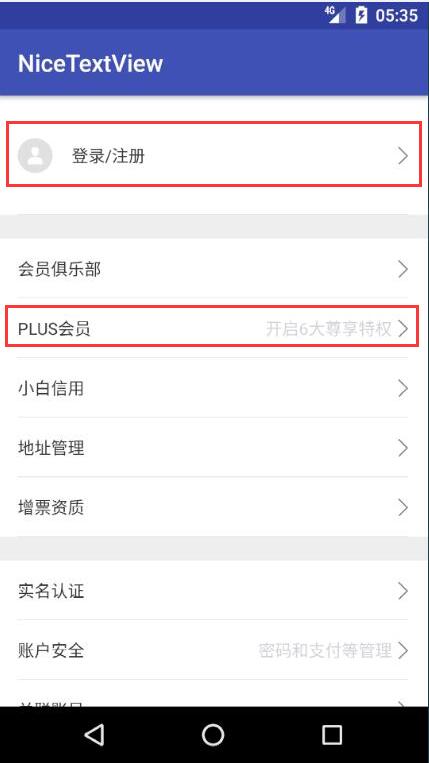 4G 05:35
NiceTextView
登录/注册
会员俱乐部
PLUS会员 开启6大尊享特权
小白信用
地址管理
增票资质
实名认证
账户安全 密码和支付等管理